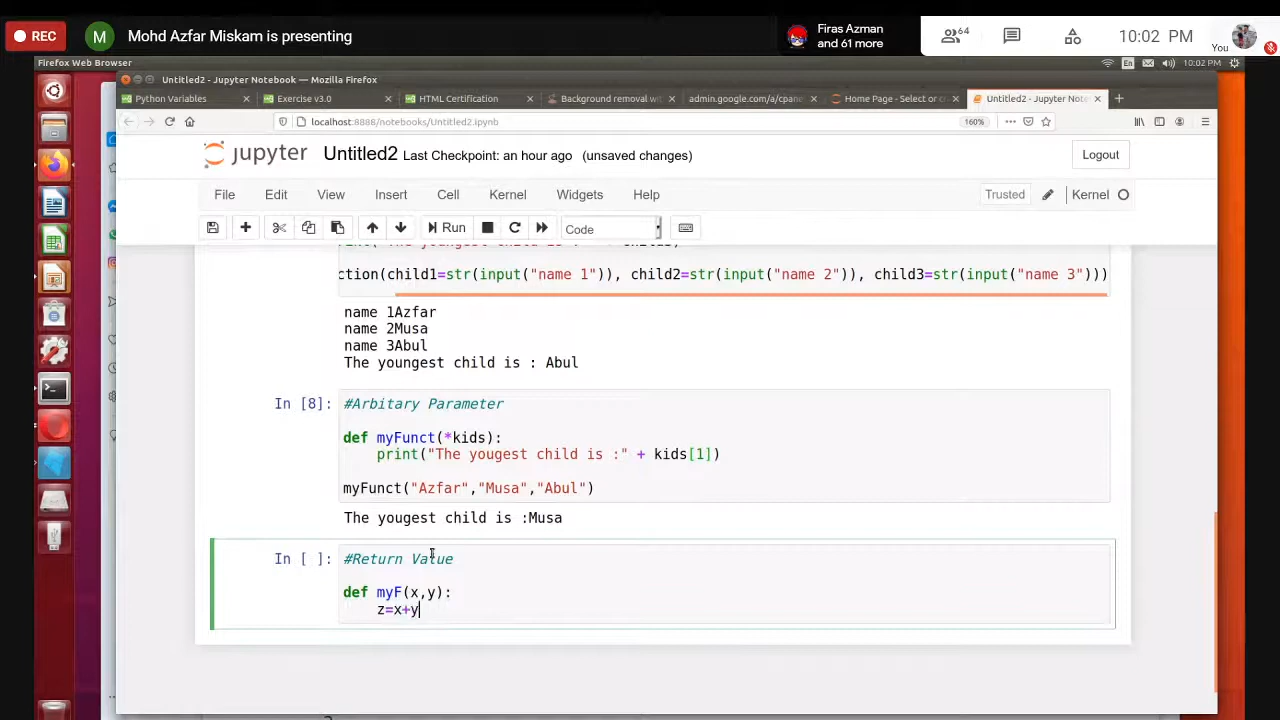 REC
M
Mohd Azfar Miskam is presenting
Firas Azman
and 61 more
64
10:02 PM
You
Firefox Web Browser
En
10:02 PM
Untitled2 - Jupyter Notebook — Mozilla Firefox
Python Variables
HTML Certification
Background removal wit
admin.google.com/a/cpane
Home Page - Select or cr
Untitled2 - Jupyter Note
localhost:8888/notebooks/Untitled2.ipynb
160%
jupyter
Untitled2
Last Checkpoint: an hour ago
(unsaved changes)
Logout
File
Edit
View
Insert
Cell
Kernel
Widgets
Help
Trusted
Kernel
Run
Code
ction(child1=str(input("name 1")), child2=str(input("name 2")), child3=str(input("name 3")))
name 1Azfar
name 2Musa
name 3Abul
The youngest child is : Abul
In [8]:
#Arbitary Parameter
def myFunct(*kids):
print("The yougest child is :" + kids[1])
myFunct("Azfar","Musa","Abul")
The yougest child is :Musa
In [ ]:
#Return Value
def myF(x,y):
z=x+y